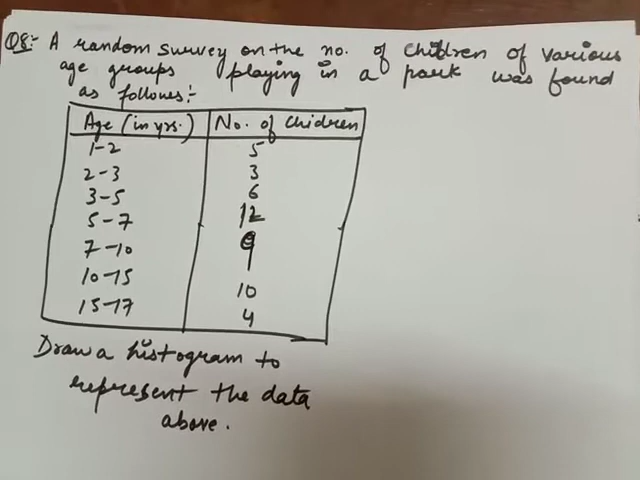 Q8:- A random survey on the no. of children of various
age groups playing in a park was found
as follows:-
Age (in yrs.) No. of Chidren
1-2 5
2-3 3
3-5 6
5-7 12
7-10 9
10-15 10
15-17 4
Draw a histogram to
represent the data
above.